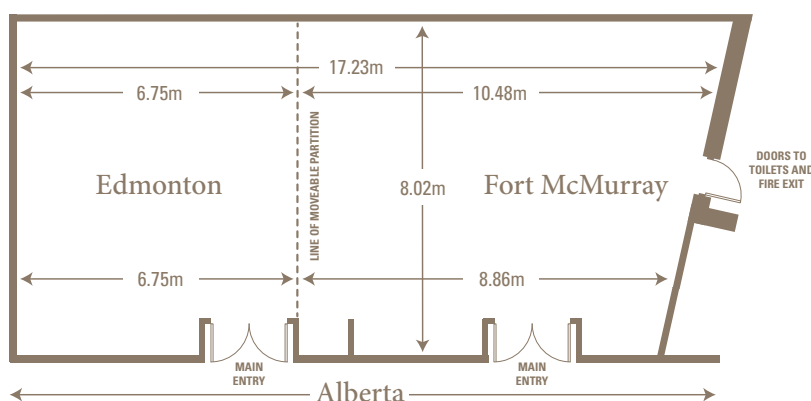 17.23m
6.75m
10.48m
LINE OF MOVEABLE PARTITION
DOORS TO
TOILETS AND
FIRE EXIT
Edmonton
8.02m
Fort McMurray
6.75m
8.86m
MAIN
ENTRY
MAIN
ENTRY
Alberta